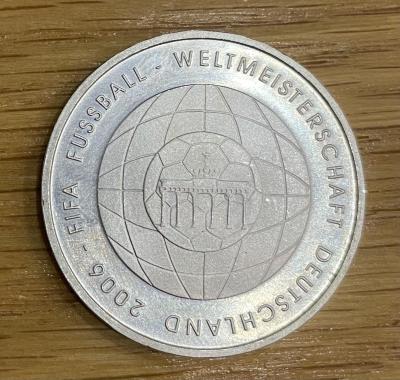 FIFA FUSSBALL - WELTMEISTERSCHAFT DEUTSCHLAND 2006 -